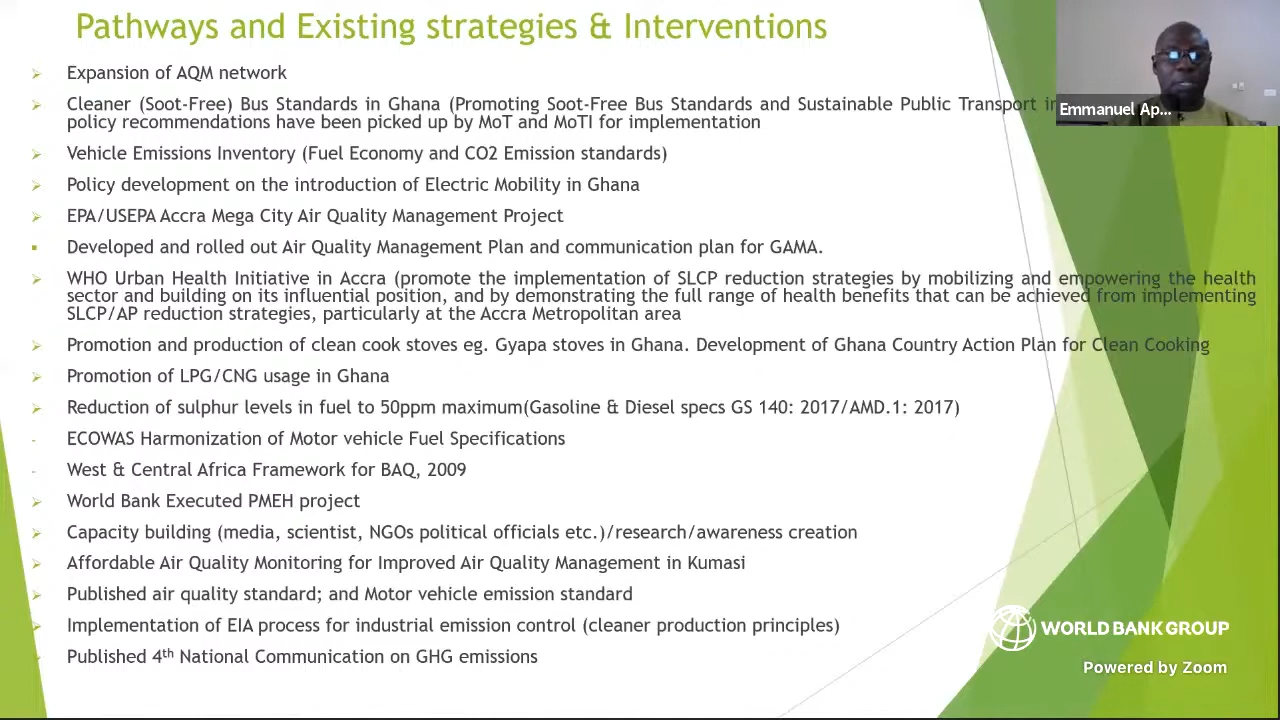 Pathways and Existing strategies & Interventions
Expansion of AQM network
Cleaner (Soot-Free) Bus Standards in Ghana (Promoting Soot-Free Bus Standards and Sustainable Public Transport
policy recommendations have been picked up by MoT and MoTI for implementation
Vehicle Emissions Inventory (Fuel Economy and CO2 Emission standards)
Policy development on the introduction of Electric Mobility in Ghana
EPA/USEPA Accra Mega City Air Quality Management Project
Developed and rolled out Air Quality Management Plan and communication plan for GAMA.
WHO Urban Health Initiative in Accra (promote the implementation of SLCP reduction strategies by mobilizing and empowering the health
sector and building on its influential position, and by demonstrating the full range of health benefits that can be achieved from implementing
SLCP/AP reduction strategies, particularly at the Accra Metropolitan area
Promotion and production of clean cook stoves eg. Gyapa stoves in Ghana. Development of Ghana Country Action Plan for Clean Cooking
Promotion of LPG/CNG usage in Ghana
Reduction of sulphur levels in fuel to 50ppm maximum(Gasoline & Diesel specs GS 140: 2017/AMD.1: 2017)
ECOWAS Harmonization of Motor vehicle Fuel Specifications
West & Central Africa Framework for BAQ, 2009
World Bank Executed PMEH project
Capacity building (media, scientist, NGOs political officials etc.)/research/awareness creation
Affordable Air Quality Monitoring for Improved Air Quality Management in Kumasi
Published air quality standard; and Motor vehicle emission standard
Implementation of EIA process for industrial emission control (cleaner production principles)
Published 4th National Communication on GHG emissions
Emmanuel Ap...
WORLD BANK GROUP
Powered by Zoom